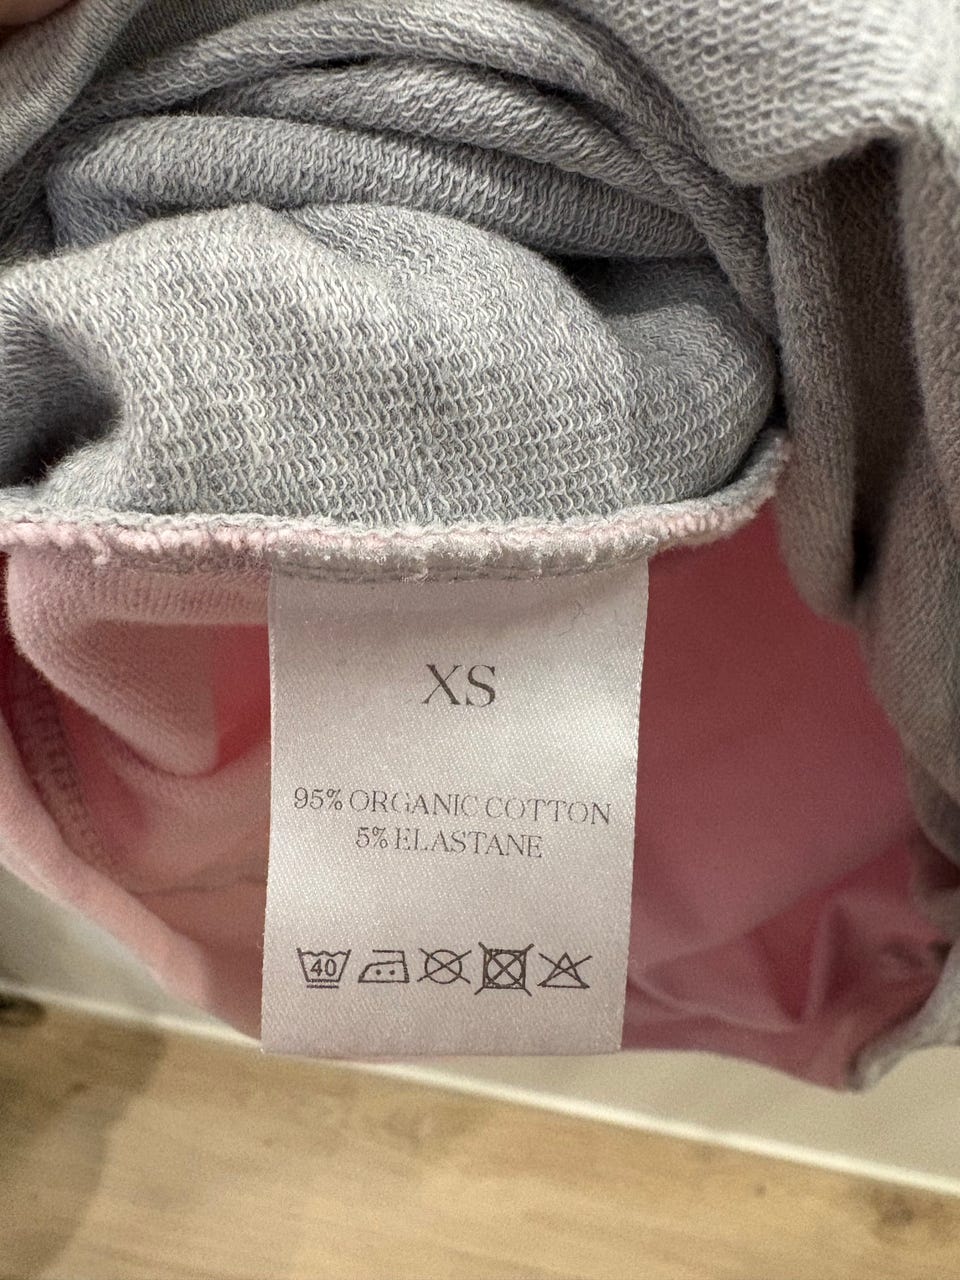 XS
95% ORGANIC COTTON
5% ELASTANE
40